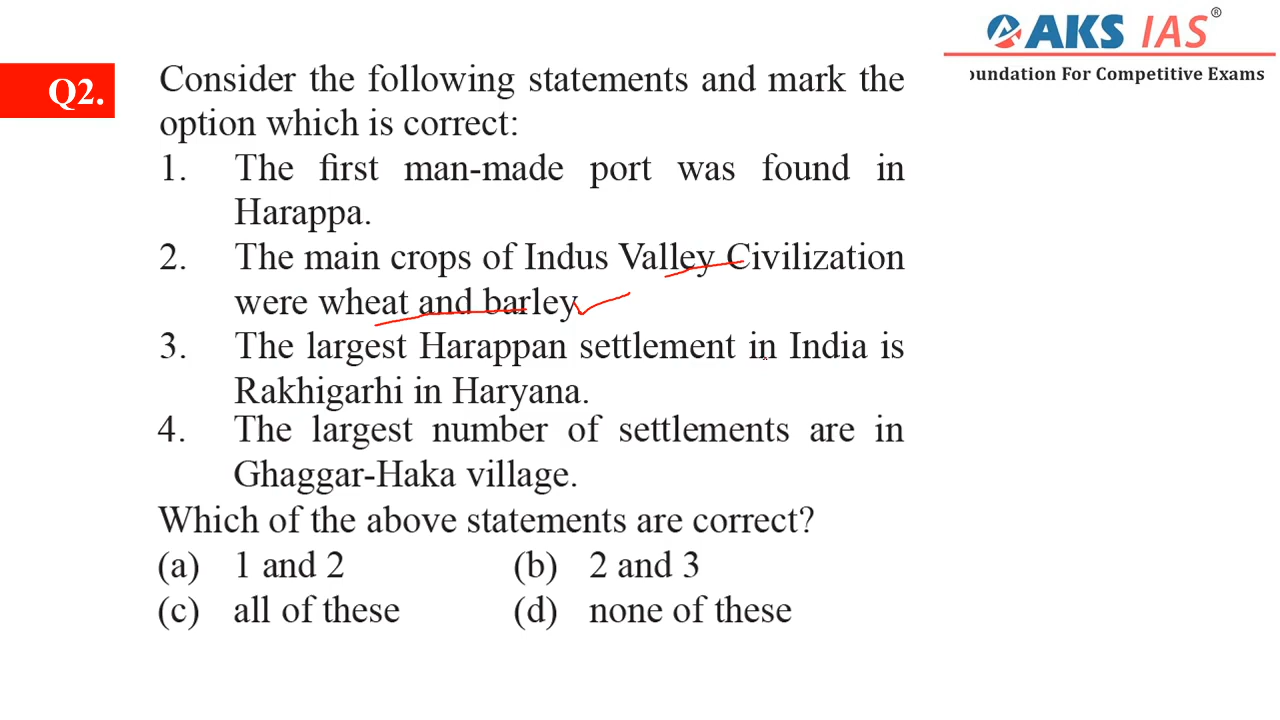 AKS IAS®
oundation For Competitive Exams
Q2.
Consider the following statements and mark the
option which is correct:
1. The first man-made port was found in
Harappa.
2. The main crops of Indus Valley Civilization
were wheat and barley
3. The largest Harappan settlement in India is
Rakhigarhi in Haryana.
4. The largest number of settlements are in
Ghaggar-Haka village.
Which of the above statements are correct?
(a) 1 and 2 (b) 2 and 3
(c) all of these (d) none of these